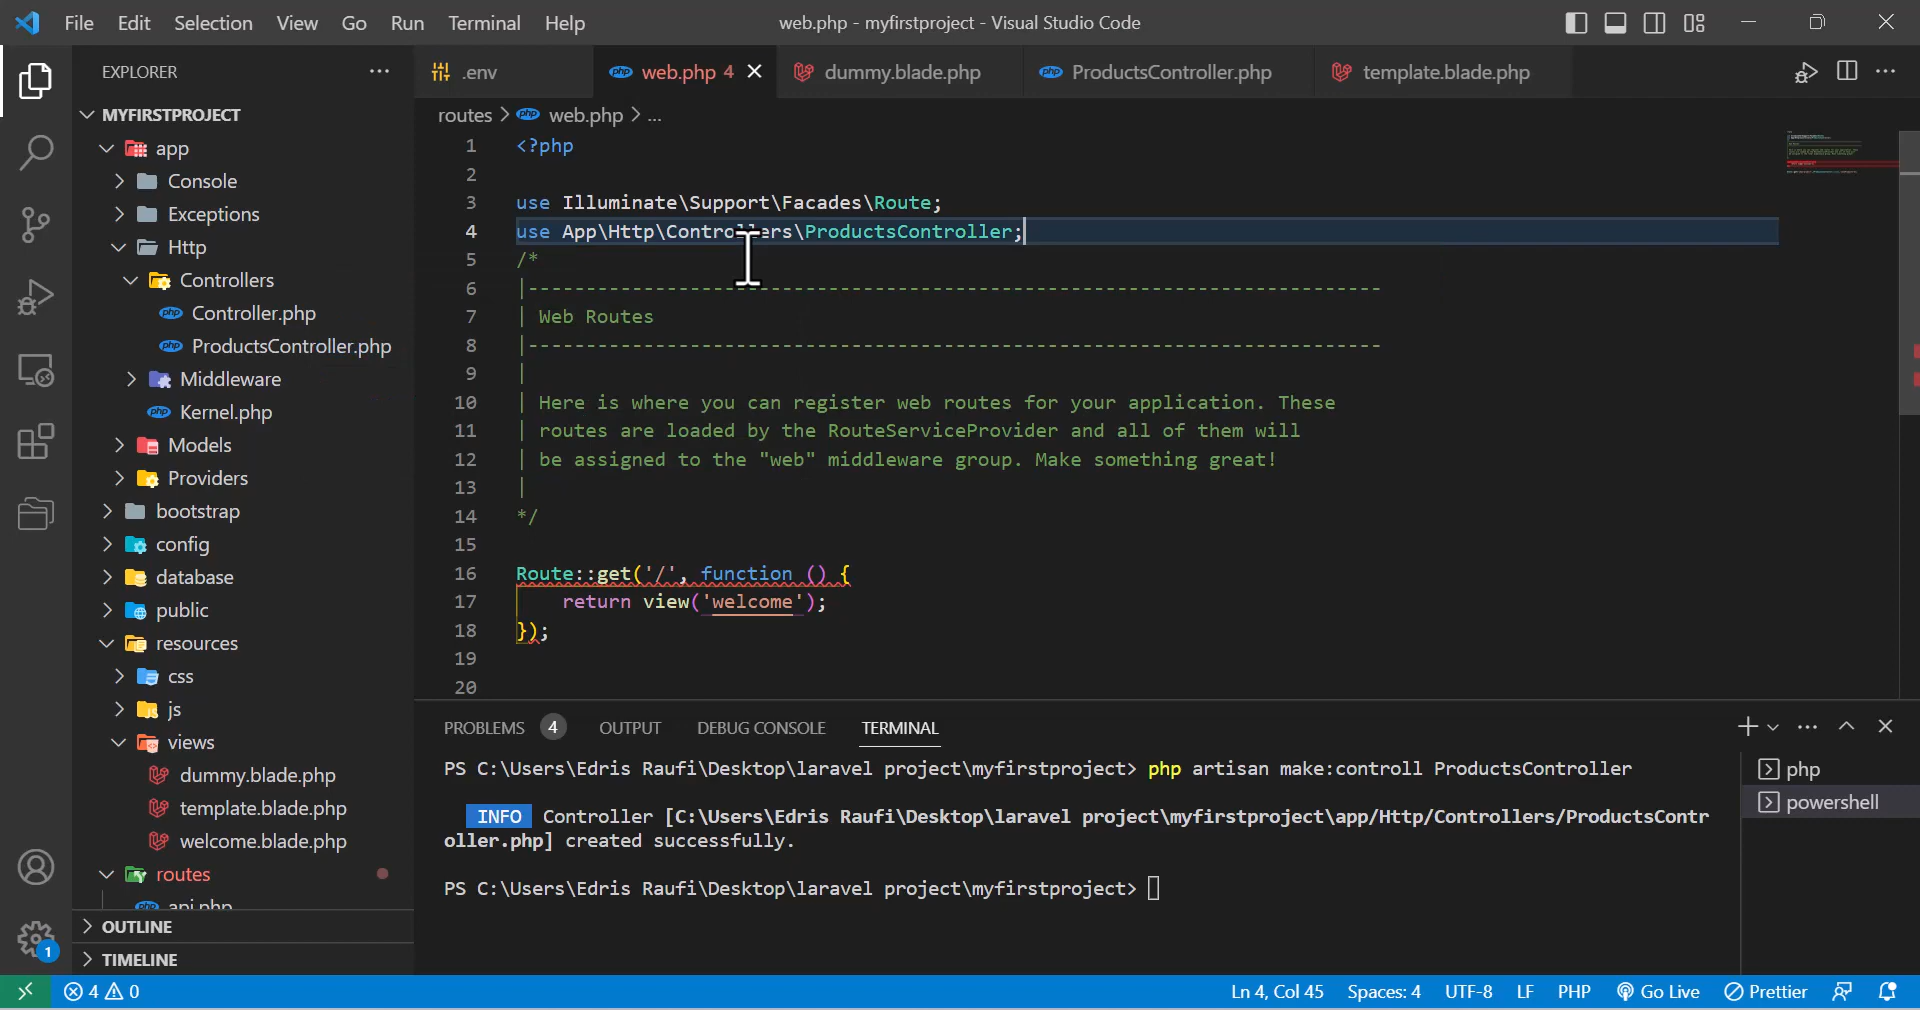 File Edit Selection View Go Run Terminal Help
web.php - myfirstproject - Visual Studio Code
EXPLORER
.env
web.php 4
dummy.blade.php
ProductsController.php
template.blade.php
MYFIRSTPROJECT
app
Console
Exceptions
Http
Controllers
Controller.php
ProductsController.php
Middleware
Kernel.php
Models
Providers
bootstrap
config
database
public
resources
css
js
views
dummy.blade.php
template.blade.php
welcome.blade.php
routes
api.php
OUTLINE
TIMELINE
routes > web.php > ...
1 <?php
2
3 use Illuminate\Support\Facades\Route;
4 use App\Http\Controllers\ProductsController;
5 /*
6 |--------------------------------------------------------------------------
7 | Web Routes
8 |--------------------------------------------------------------------------
9 |
10 | Here is where you can register web routes for your application. These
11 | routes are loaded by the RouteServiceProvider and all of them will
12 | be assigned to the "web" middleware group. Make something great!
13 |
14 */
15
16 Route::get('/', function () {
17 return view('welcome');
18 });
19
20
PROBLEMS 4 OUTPUT DEBUG CONSOLE TERMINAL
PS C:\Users\Edris Raufi\Desktop\laravel project\myfirstproject> php artisan make:controll ProductsController
INFO Controller [C:\Users\Edris Raufi\Desktop\laravel project\myfirstproject\app/Http/Controllers/ProductsContr
oller.php] created successfully.
PS C:\Users\Edris Raufi\Desktop\laravel project\myfirstproject>
php
powershell
1
4 0
Ln 4, Col 45 Spaces: 4 UTF-8 LF PHP Go Live Prettier